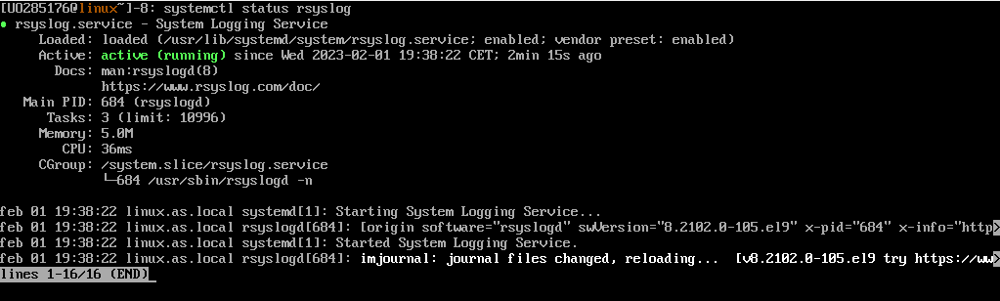 [UO285176@linux~]-8: systemctl status rsyslog
● rsyslog.service - System Logging Service
Loaded: loaded (/usr/lib/systemd/system/rsyslog.service; enabled; vendor preset: enabled)
Active: active (running) since Wed 2023-02-01 19:38:22 CET; 2min 15s ago
Docs: man:rsyslogd(8)
https://www.rsyslog.com/doc/
Main PID: 684 (rsyslogd)
Tasks: 3 (limit: 10996)
Memory: 5.0M
CPU: 36ms
CGroup: /system.slice/rsyslog.service
└─684 /usr/sbin/rsyslogd -n
feb 01 19:38:22 linux.as.local systemd[1]: Starting System Logging Service...
feb 01 19:38:22 linux.as.local rsyslogd[684]: [origin software="rsyslogd" swVersion="8.2102.0-105.el9" x-pid="684" x-info="http>
feb 01 19:38:22 linux.as.local systemd[1]: Started System Logging Service.
feb 01 19:38:22 linux.as.local rsyslogd[684]: imjournal: journal files changed, reloading...  [v8.2102.0-105.el9 try https://ww>
lines 1-16/16 (END)